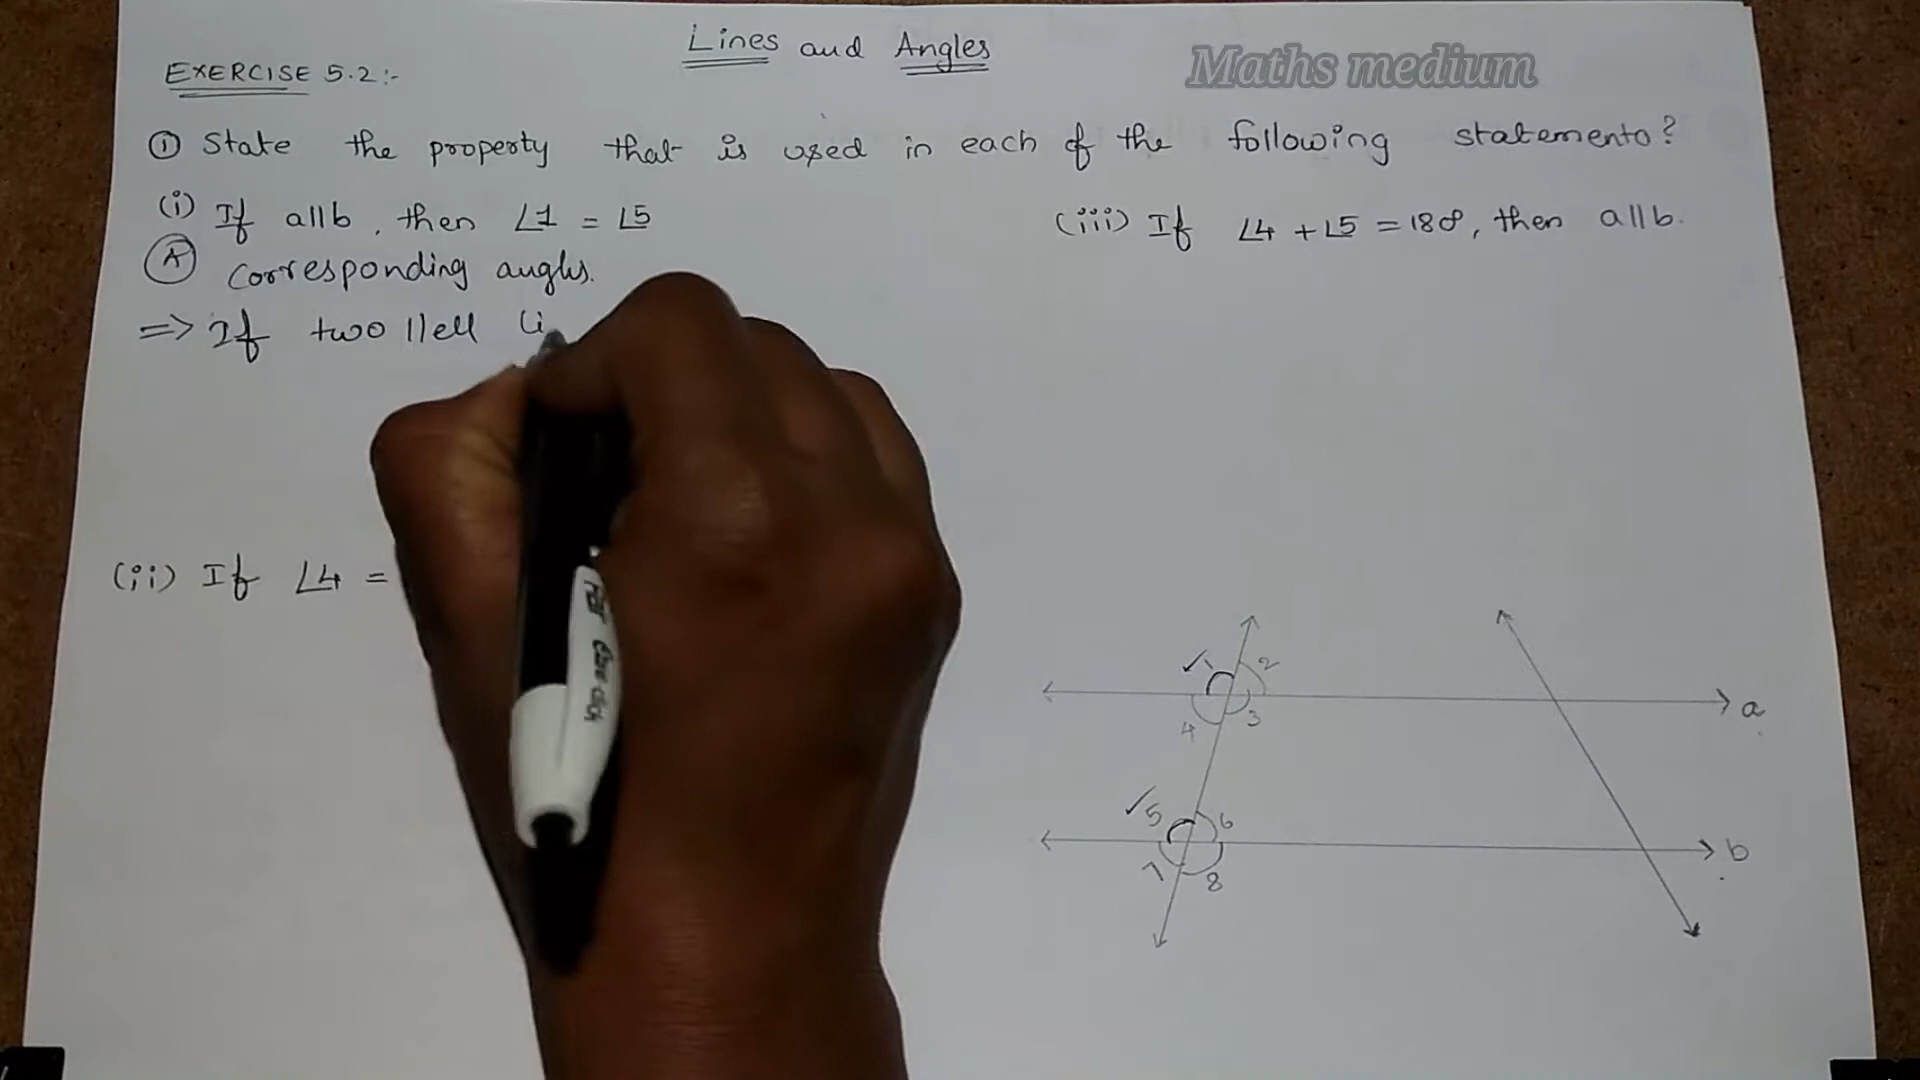 Lines and Angles
Maths medium
EXERCISE 5.2:-
① State the property that is used in each of the following statements?
(i) If a||b, then ∠1 = ∠5
(A) Corresponding angles.
=> If two ||ell li
(ii) If ∠4 =
(iii) If ∠4 + ∠5 = 180°, then a||b.
1 2
4 3
a
5 6
7 8
b